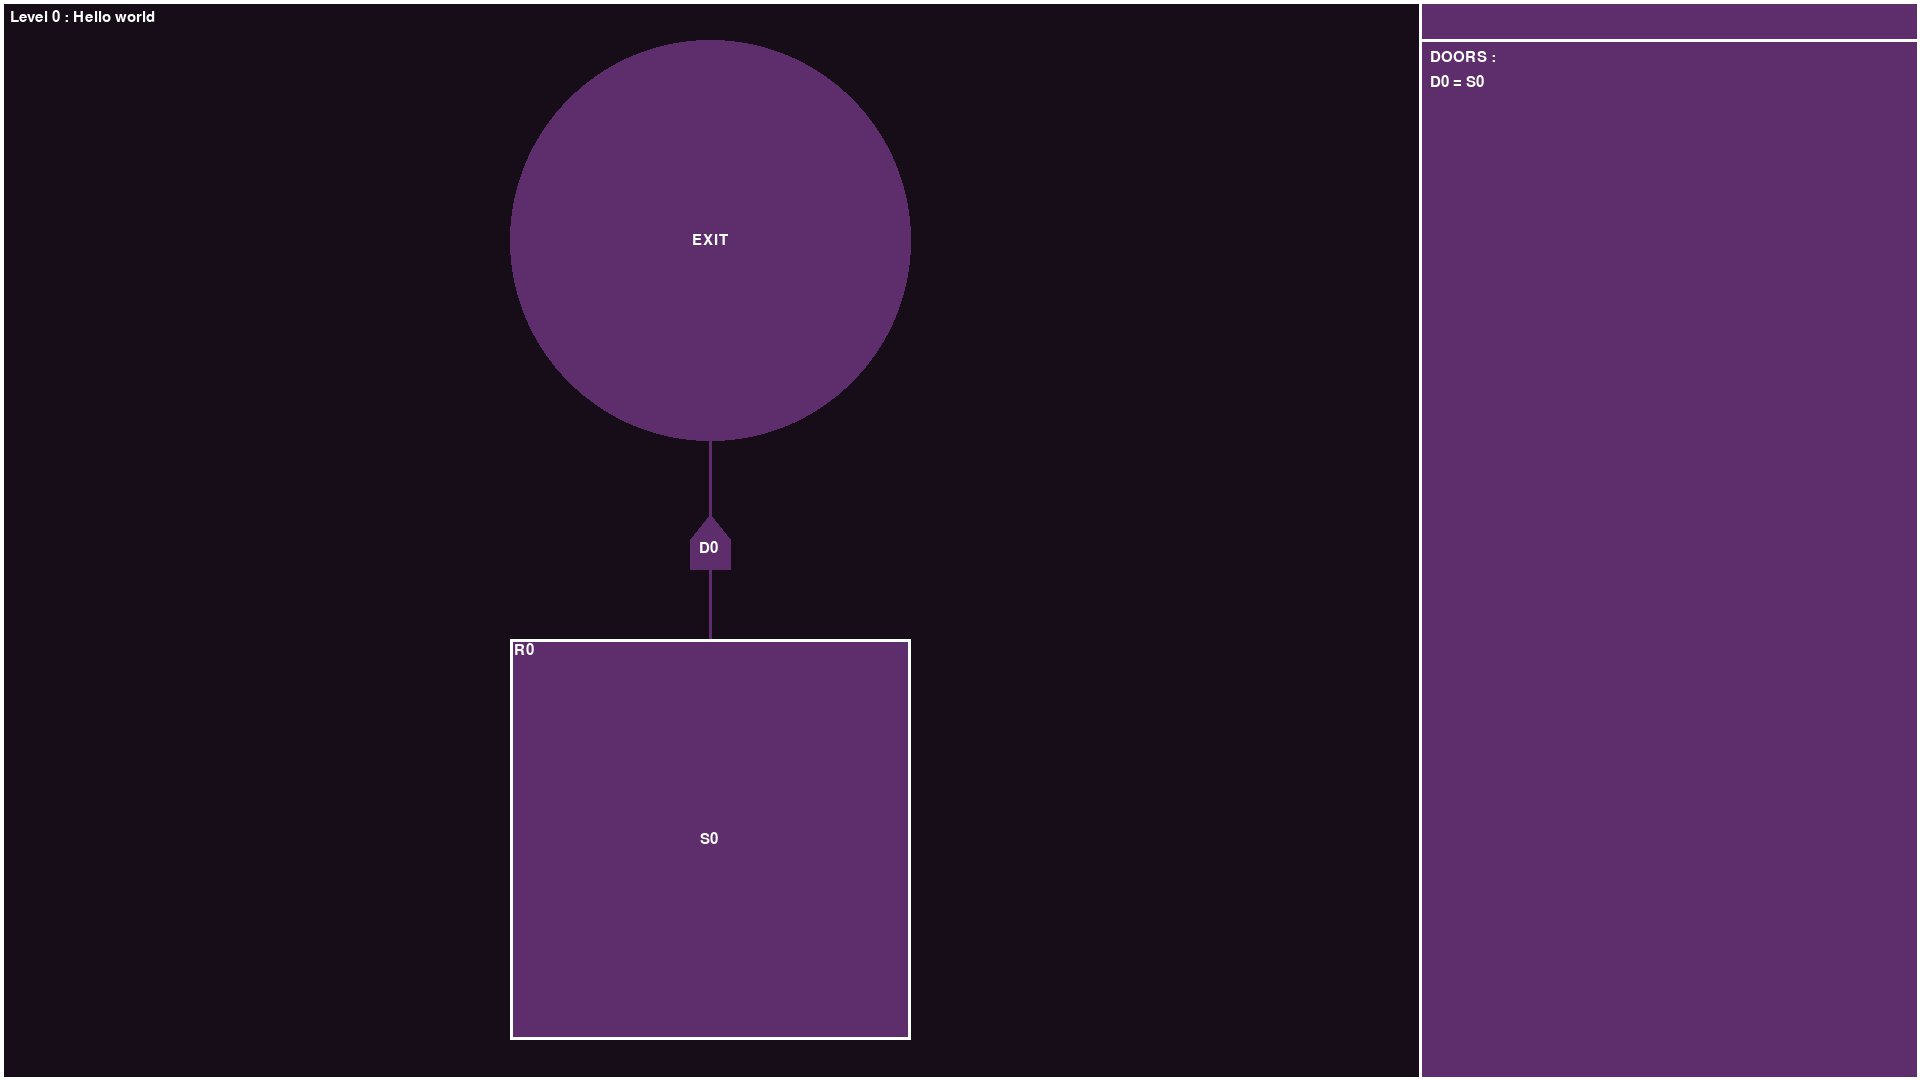 Level 0 : Hello world
EXIT
D0
R0
S0
DOORS :
D0 = S0